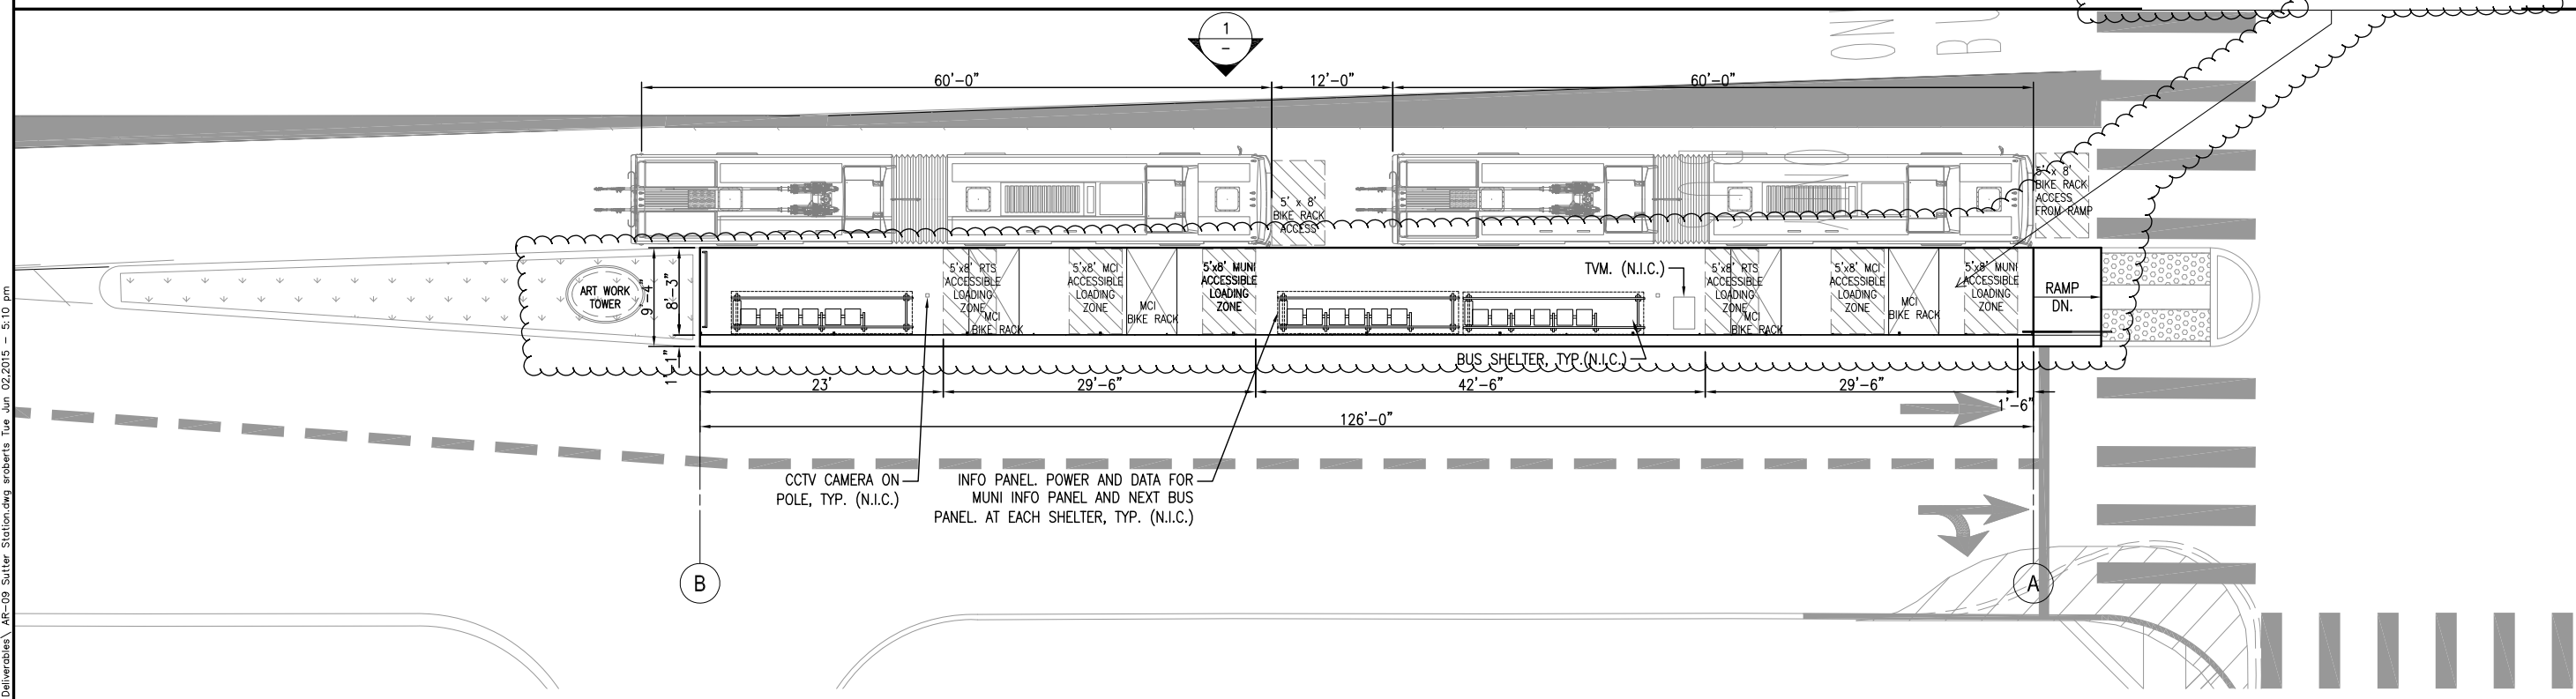 1
–
ON
BU
60'-0"
12'-0"
60'-0"
5' x 8'
BIKE RACK
ACCESS
5' x 8'
BIKE RACK
ACCESS
FROM RAMP
ART WORK
TOWER
9'-4"
8'-3"
1'-1"
5'x8' RTS
ACCESSIBLE
LOADING
ZONE
MCI
BIKE RACK
5'x8' MCI
ACCESSIBLE
LOADING
ZONE
MCI
BIKE RACK
5'x8' MUNI
ACCESSIBLE
LOADING
ZONE
TVM. (N.I.C.)
5'x8' RTS
ACCESSIBLE
LOADING
ZONE
MCI
BIKE RACK
5'x8' MCI
ACCESSIBLE
LOADING
ZONE
MCI
BIKE RACK
5'x8' MUNI
ACCESSIBLE
LOADING
ZONE
RAMP
DN.
BUS SHELTER, TYP.(N.I.C.)
23'
29'-6"
42'-6"
29'-6"
1'-6"
126'-0"
CCTV CAMERA ON
POLE, TYP. (N.I.C.)
INFO PANEL. POWER AND DATA FOR
MUNI INFO PANEL AND NEXT BUS
PANEL. AT EACH SHELTER, TYP. (N.I.C.)
B
A
Deliverables\ AR-09 Sutter Station.dwg sroberts Tue Jun 02,2015 - 5:10 pm